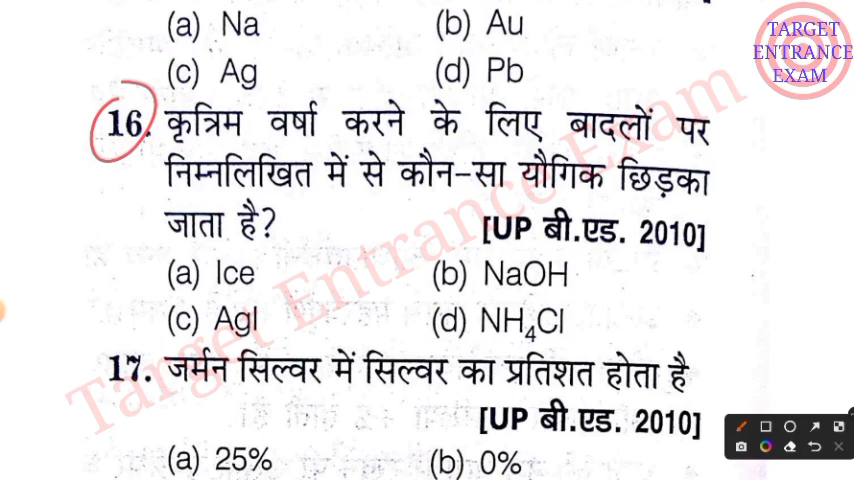 TARGET
ENTRANCE
EXAM
(a) Na (b) Au
(c) Ag (d) Pb
16. कृत्रिम वर्षा करने के लिए बादलों पर
निम्नलिखित में से कौन-सा यौगिक छिड़का
जाता है? [UP बी.एड. 2010]
(a) Ice (b) NaOH
(c) AgI (d) NH₄Cl
17. जर्मन सिल्वर में सिल्वर का प्रतिशत होता है
[UP बी.एड. 2010]
(a) 25% (b) 0%
Target Entrance Exam